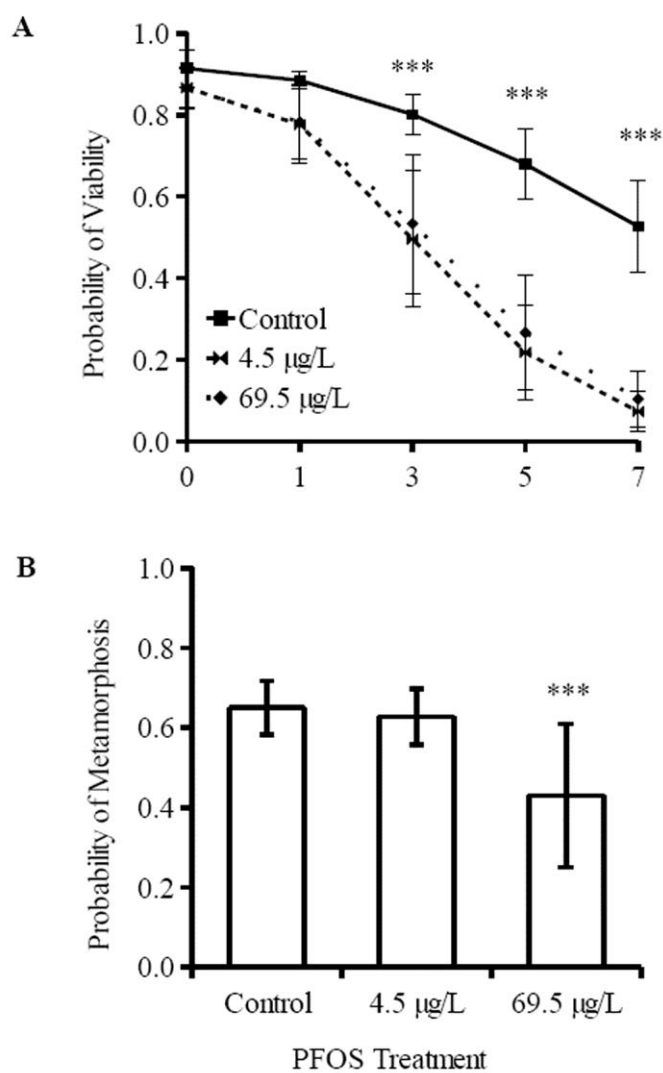 A
Probability of Viability
1.0
0.8
0.6
0.4
0.2
0.0
***
***
***
Control
4.5 µg/L
69.5 µg/L
0 1 3 5 7
B
Probability of Metamorphosis
1.0
0.8
0.6
0.4
0.2
0.0
***
Control 4.5 µg/L 69.5 µg/L
PFOS Treatment